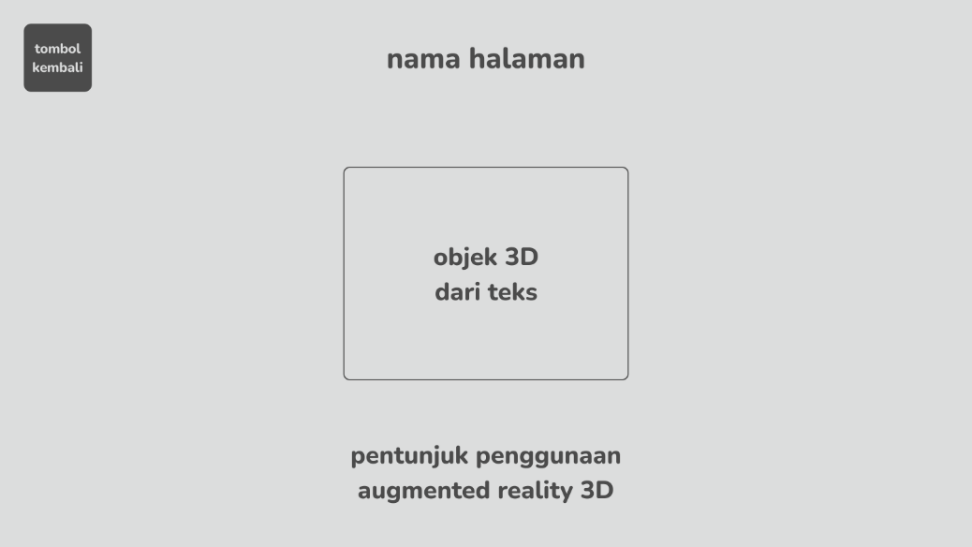 tombol
kembali
nama halaman
objek 3D
dari teks
pentunjuk penggunaan
augmented reality 3D